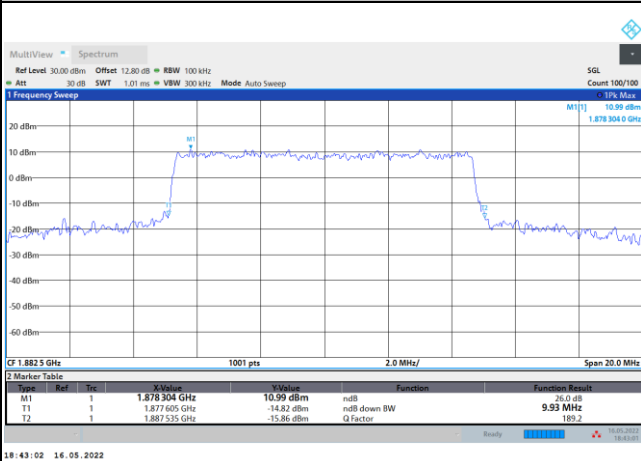 MultiView Spectrum
Ref Level 30.00 dBm Offset 12.80 dB RBW 100 kHz SGL
Att 30 dB SWT 1.01 ms VBW 300 kHz Mode Auto Sweep Count 100/100
1 Frequency Sweep 1Pk Max
M1[1] 10.99 dBm
1.878 304 0 GHz
20 dBm
M1
10 dBm
0 dBm
-10 dBm
T2
-20 dBm
-30 dBm
-40 dBm
-50 dBm
-60 dBm
CF 1.882 5 GHz 1001 pts 2.0 MHz/ Span 20.0 MHz
2 Marker Table
Type Ref Trc X-Value Y-Value Function Function Result
M1 1 1.878 304 GHz 10.99 dBm ndB 26.0 dB
T1 1 1.877 605 GHz -14.82 dBm ndB down BW 9.93 MHz
T2 1 1.887 535 GHz -15.86 dBm Q Factor 189.2
Ready 16.05.2022
18:43:01
18:43:02 16.05.2022